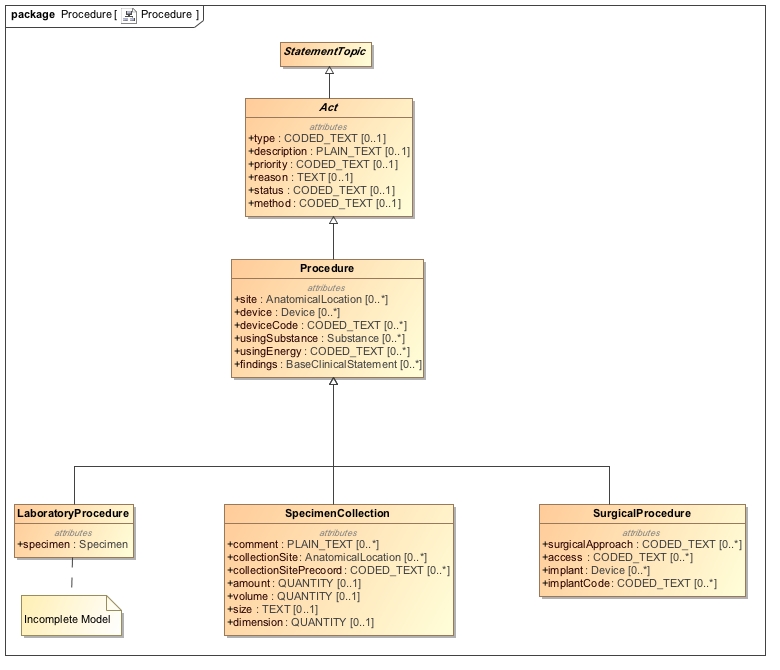 package Procedure [ Procedure ]
StatementTopic
Act
attributes
+type : CODED_TEXT [0..1]
+description : PLAIN_TEXT [0..1]
+priority : CODED_TEXT [0..1]
+reason : TEXT [0..1]
+status : CODED_TEXT [0..1]
+method : CODED_TEXT [0..1]
Procedure
attributes
+site : AnatomicalLocation [0..*]
+device : Device [0..*]
+deviceCode : CODED_TEXT [0..*]
+usingSubstance : Substance [0..*]
+usingEnergy : CODED_TEXT [0..*]
+findings : BaseClinicalStatement [0..*]
LaboratoryProcedure
attributes
+specimen : Specimen
Incomplete Model
SpecimenCollection
attributes
+comment : PLAIN_TEXT [0..*]
+collectionSite : AnatomicalLocation [0..*]
+collectionSitePrecoord : CODED_TEXT [0..*]
+amount : QUANTITY [0..1]
+volume : QUANTITY [0..1]
+size : TEXT [0..1]
+dimension : QUANTITY [0..1]
SurgicalProcedure
attributes
+surgicalApproach : CODED_TEXT [0..*]
+access : CODED_TEXT [0..*]
+implant : Device [0..*]
+implantCode : CODED_TEXT [0..*]